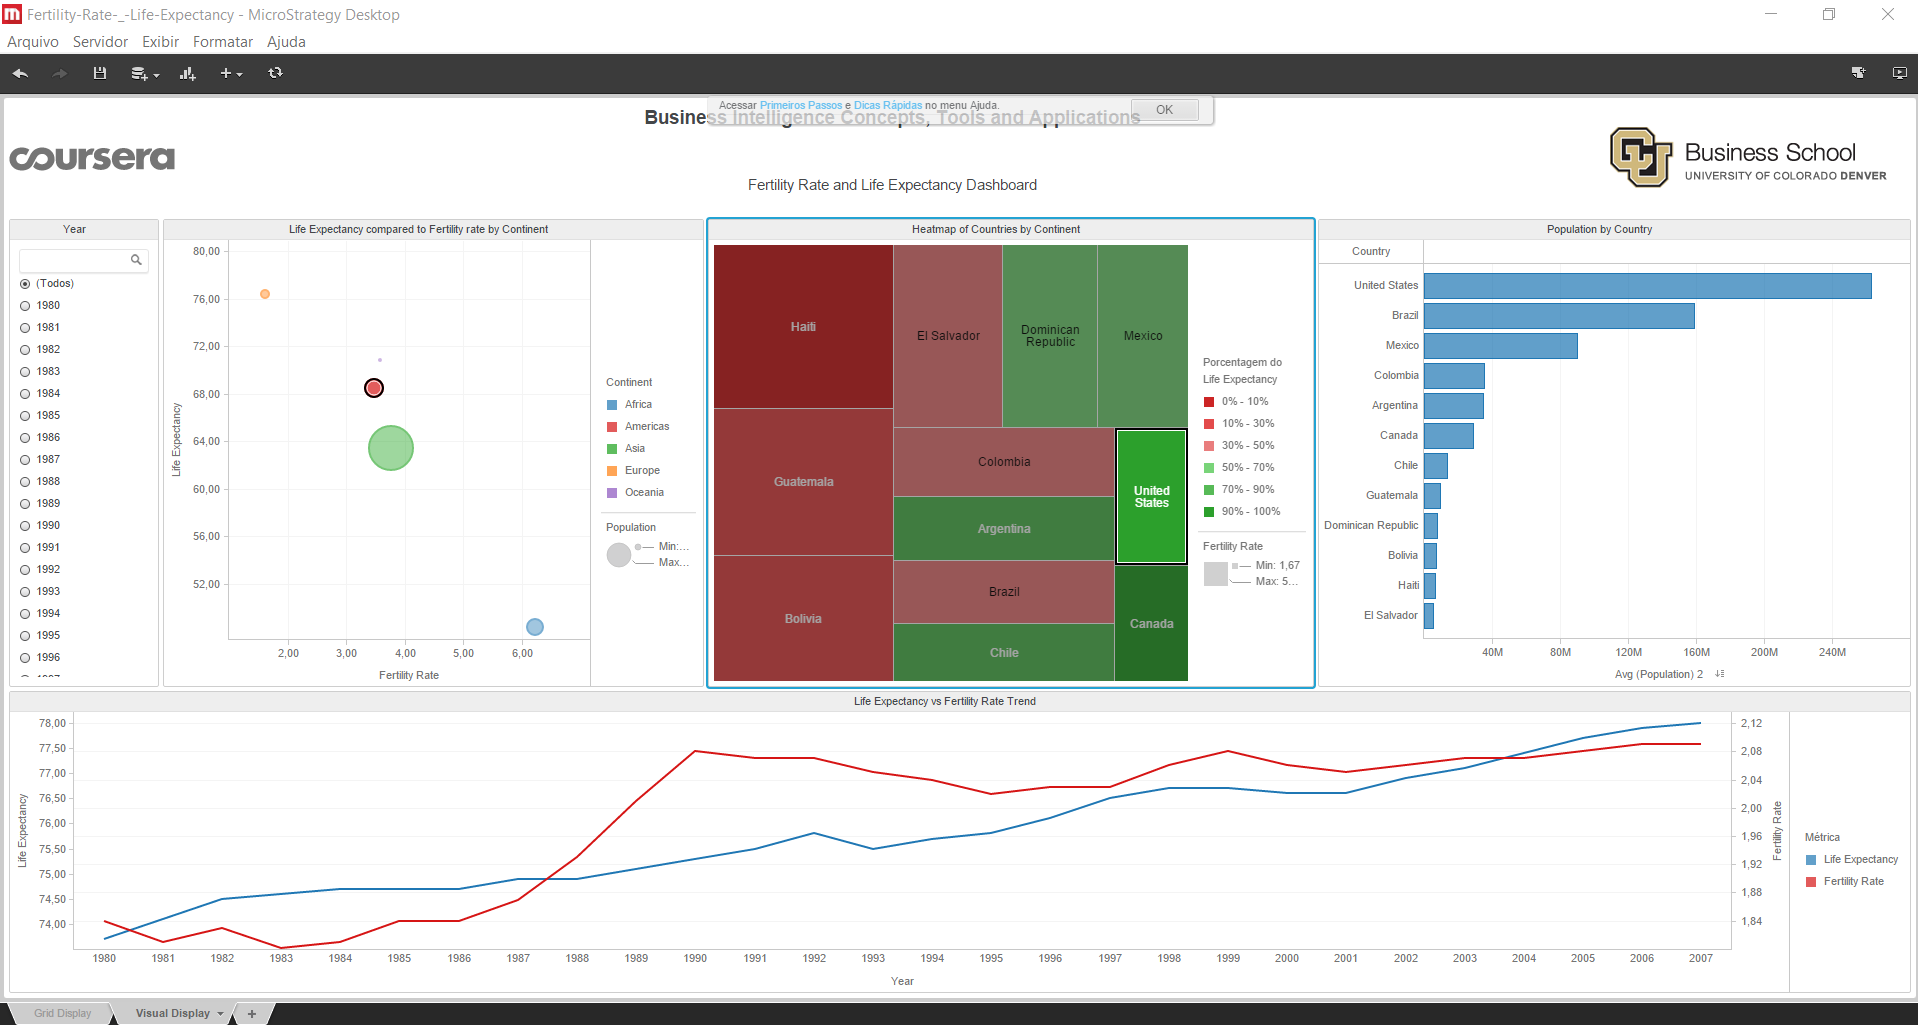 Fertility-Rate-_-Life-Expectancy - MicroStrategy Desktop
Arquivo Servidor Exibir Formatar Ajuda
Acessar Primeiros Passos e Dicas Rápidas no menu Ajuda.
OK
Business Intelligence Concepts, Tools and Applications
coursera
Fertility Rate and Life Expectancy Dashboard
CU
Business School
UNIVERSITY OF COLORADO DENVER
Year
(Todos)
1980
1981
1982
1983
1984
1985
1986
1987
1988
1989
1990
1991
1992
1993
1994
1995
1996
1997
Life Expectancy compared to Fertility rate by Continent
80,00
76,00
72,00
68,00
64,00
60,00
56,00
52,00
Life Expectancy
2,00 3,00 4,00 5,00 6,00
Fertility Rate
Continent
Africa
Americas
Asia
Europe
Oceania
Population
Min:...
Max...
Heatmap of Countries by Continent
Haiti
El Salvador
Dominican
Republic
Mexico
Guatemala
Colombia
United
States
Argentina
Bolivia
Brazil
Canada
Chile
Porcentagem do
Life Expectancy
0% - 10%
10% - 30%
30% - 50%
50% - 70%
70% - 90%
90% - 100%
Fertility Rate
Min: 1,67
Max: 5...
Population by Country
Country
United States
Brazil
Mexico
Colombia
Argentina
Canada
Chile
Guatemala
Dominican Republic
Bolivia
Haiti
El Salvador
40M 80M 120M 160M 200M 240M
Avg (Population) 2
Life Expectancy vs Fertility Rate Trend
78,00
77,50
77,00
76,50
76,00
75,50
75,00
74,50
74,00
Life Expectancy
2,12
2,08
2,04
2,00
1,96
1,92
1,88
1,84
Fertility Rate
1980 1981 1982 1983 1984 1985 1986 1987 1988 1989 1990 1991 1992 1993 1994 1995 1996 1997 1998 1999 2000 2001 2002 2003 2004 2005 2006 2007
Year
Métrica
Life Expectancy
Fertility Rate
Grid Display
Visual Display